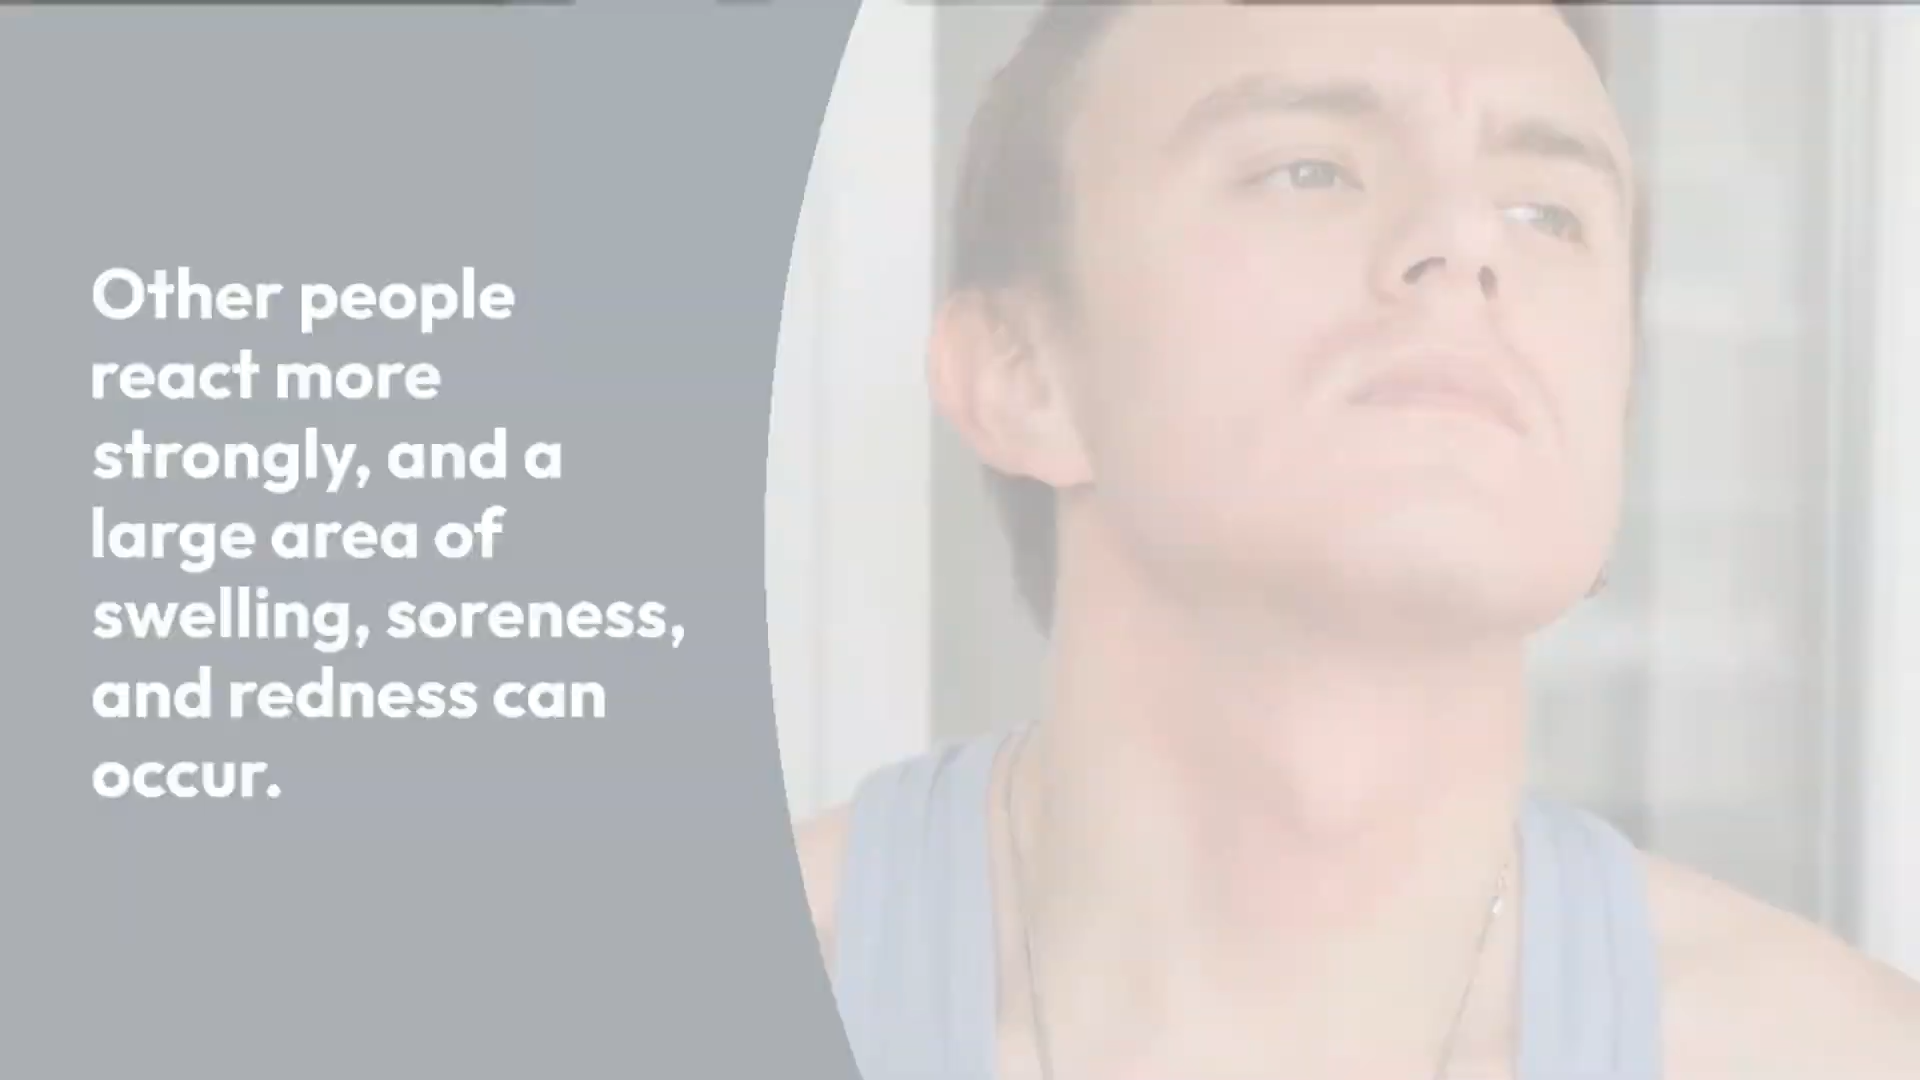 Other people
react more
strongly, and a
large area of
swelling, soreness,
and redness can
occur.